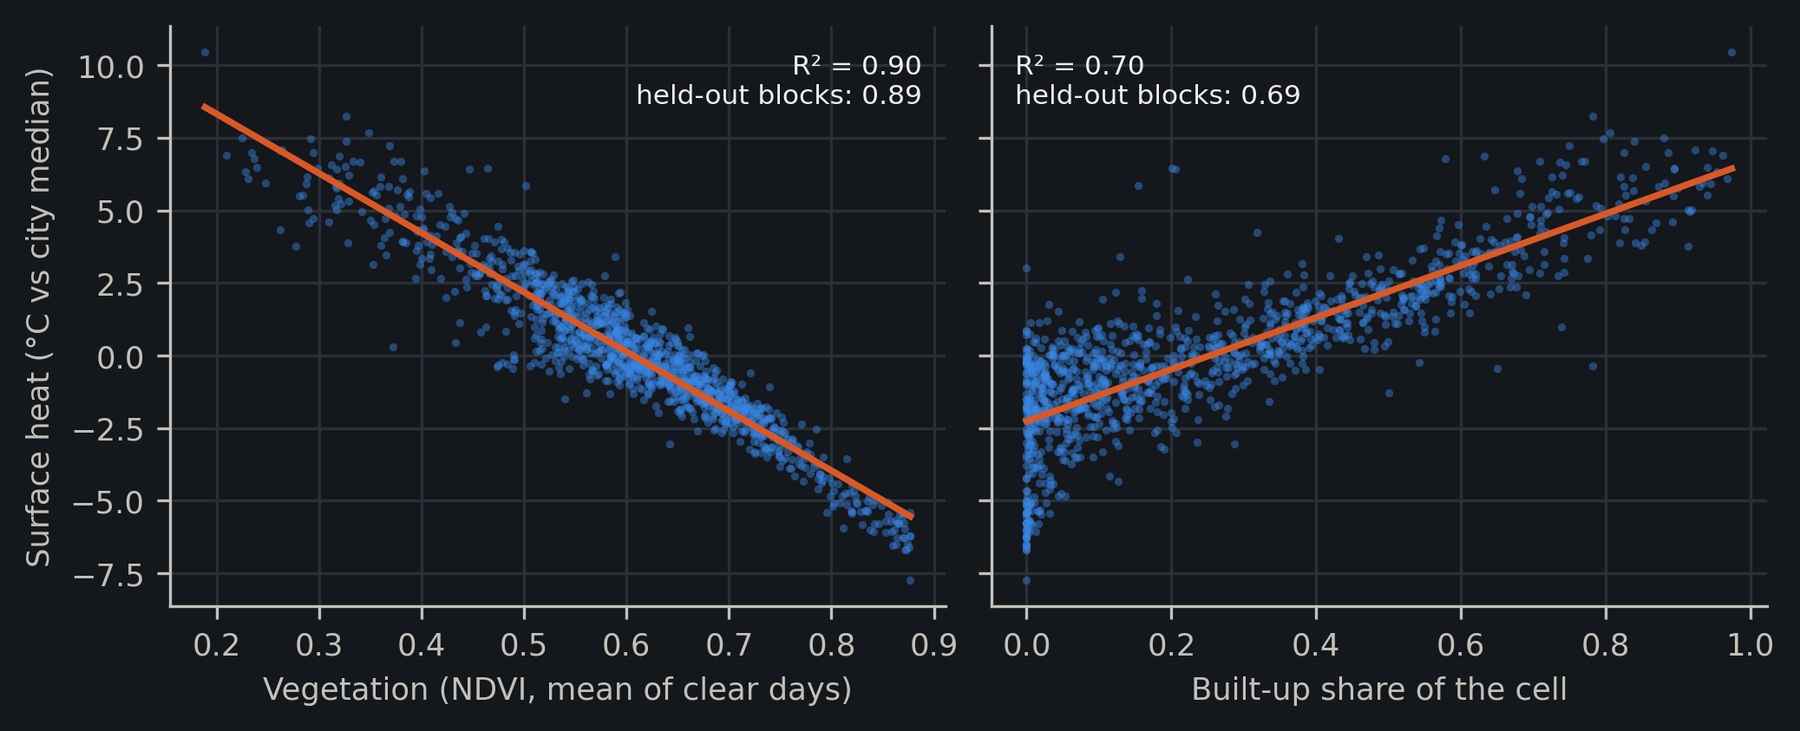 R² = 0.90
held-out blocks: 0.89
R² = 0.70
held-out blocks: 0.69
Surface heat (°C vs city median)
10.0
7.5
5.0
2.5
0.0
−2.5
−5.0
−7.5
0.2 0.3 0.4 0.5 0.6 0.7 0.8 0.9
0.0 0.2 0.4 0.6 0.8 1.0
Vegetation (NDVI, mean of clear days)
Built-up share of the cell